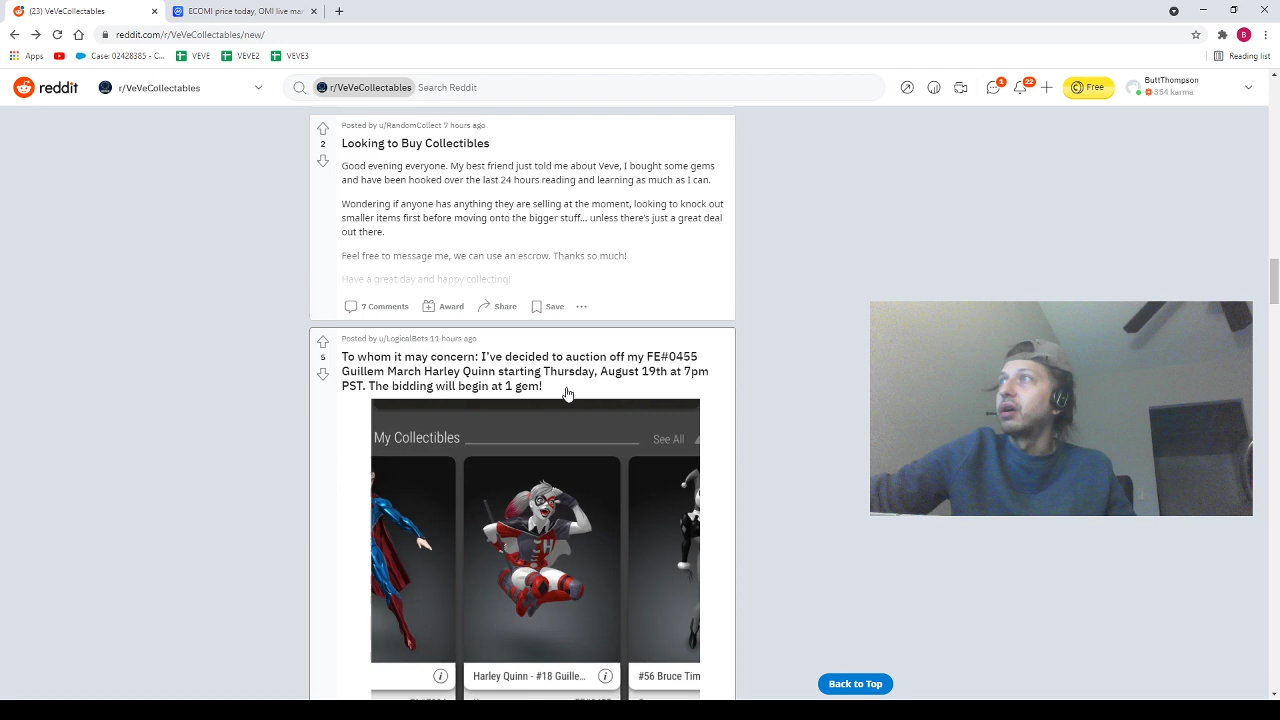 (23) VeVeCollectables
ECOMI price today, OMI live ma
reddit.com/r/VeVeCollectables/new/
Apps
Case: 02428385 - C...
VEVE
VEVE2
VEVE3
Reading list
B
reddit
r/VeVeCollectables
r/VeVeCollectables
Search Reddit
1
22
Free
ButtThompson
354 karma
Posted by u/RandomCollect 7 hours ago
2
Looking to Buy Collectibles
Good evening everyone. My best friend just told me about Veve, I bought some gems
and have been hooked over the last 24 hours reading and learning as much as I can.
Wondering if anyone has anything they are selling at the moment, looking to knock out
smaller items first before moving onto the bigger stuff... unless there's just a great deal
out there.
Feel free to message me, we can use an escrow. Thanks so much!
Have a great day and happy collecting!
7 Comments
Award
Share
Save
Posted by u/LogicalBots 11 hours ago
5
To whom it may concern: I've decided to auction off my FE#0455
Guillem March Harley Quinn starting Thursday, August 19th at 7pm
PST. The bidding will begin at 1 gem!
My Collectibles
See All
Harley Quinn - #18 Guille...
#56 Bruce Tim
Back to Top